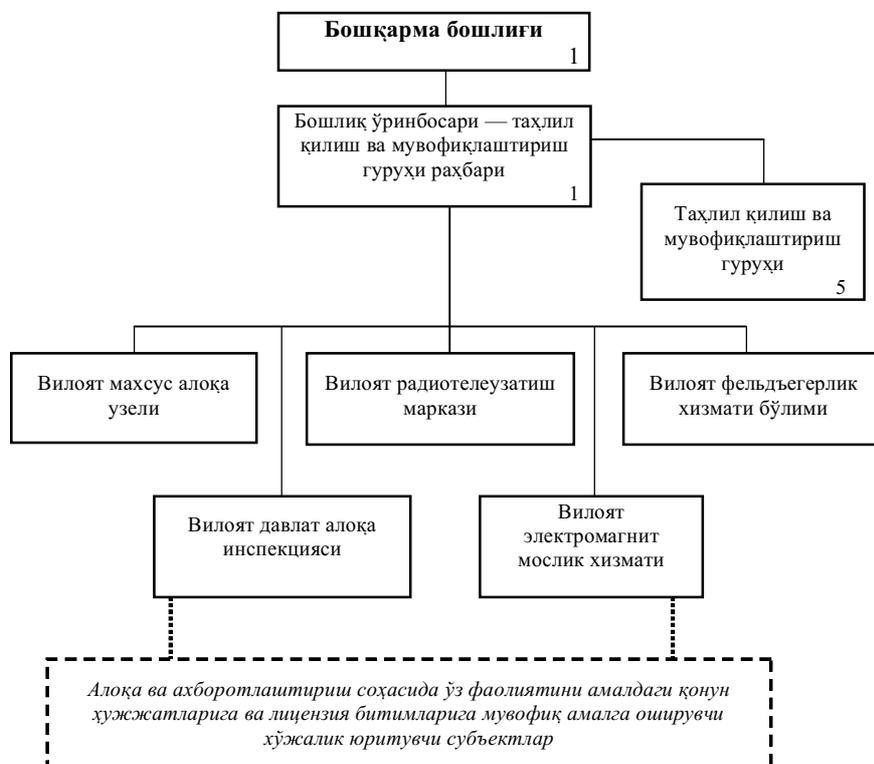 Бошқарма бошлиғи
1
Бошлиқ ўринбосари — таҳлил
қилиш ва мувофиқлаштириш
гуруҳи раҳбари
1
Таҳлил қилиш ва
мувофиқлаштириш
гуруҳи
5
Вилоят махсус алоқа
узели
Вилоят радиотелеузатиш
маркази
Вилоят фельдъегерлик
хизмати бўлими
Вилоят давлат алоқа
инспекцияси
Вилоят
электромагнит
мослик хизмати
Алоқа ва ахборотлаштириш соҳасида ўз фаолиятини амалдаги қонун
ҳужжатларига ва лицензия битимларига мувофиқ амалга оширувчи
хўжалик юритувчи субъектлар